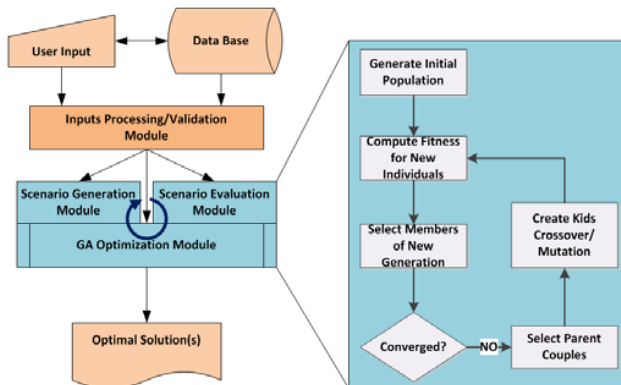 User Input
Data Base
Inputs Processing/Validation
Module
Scenario Generation
Module
Scenario Evaluation
Module
GA Optimization Module
Optimal Solution(s)
Generate Initial
Population
Compute Fitness
for New
Individuals
Select Members
of New
Generation
Converged?
NO
Select Parent
Couples
Create Kids
Crossover/
Mutation